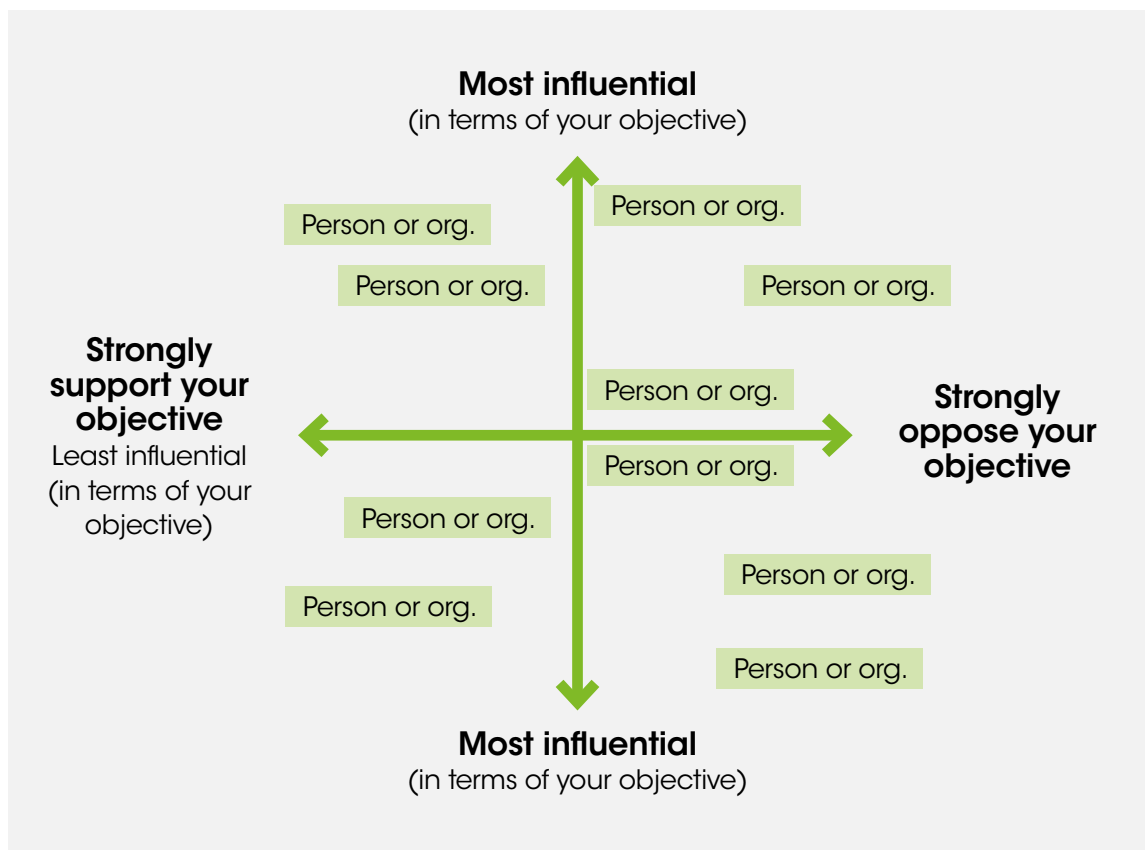 Most influential
(in terms of your objective)
Person or org.
Person or org.
Person or org.
Person or org.
Strongly
support your
objective
Least influential
(in terms of your
objective)
Person or org.
Strongly
oppose your
objective
Person or org.
Person or org.
Person or org.
Person or org.
Person or org.
Most influential
(in terms of your objective)